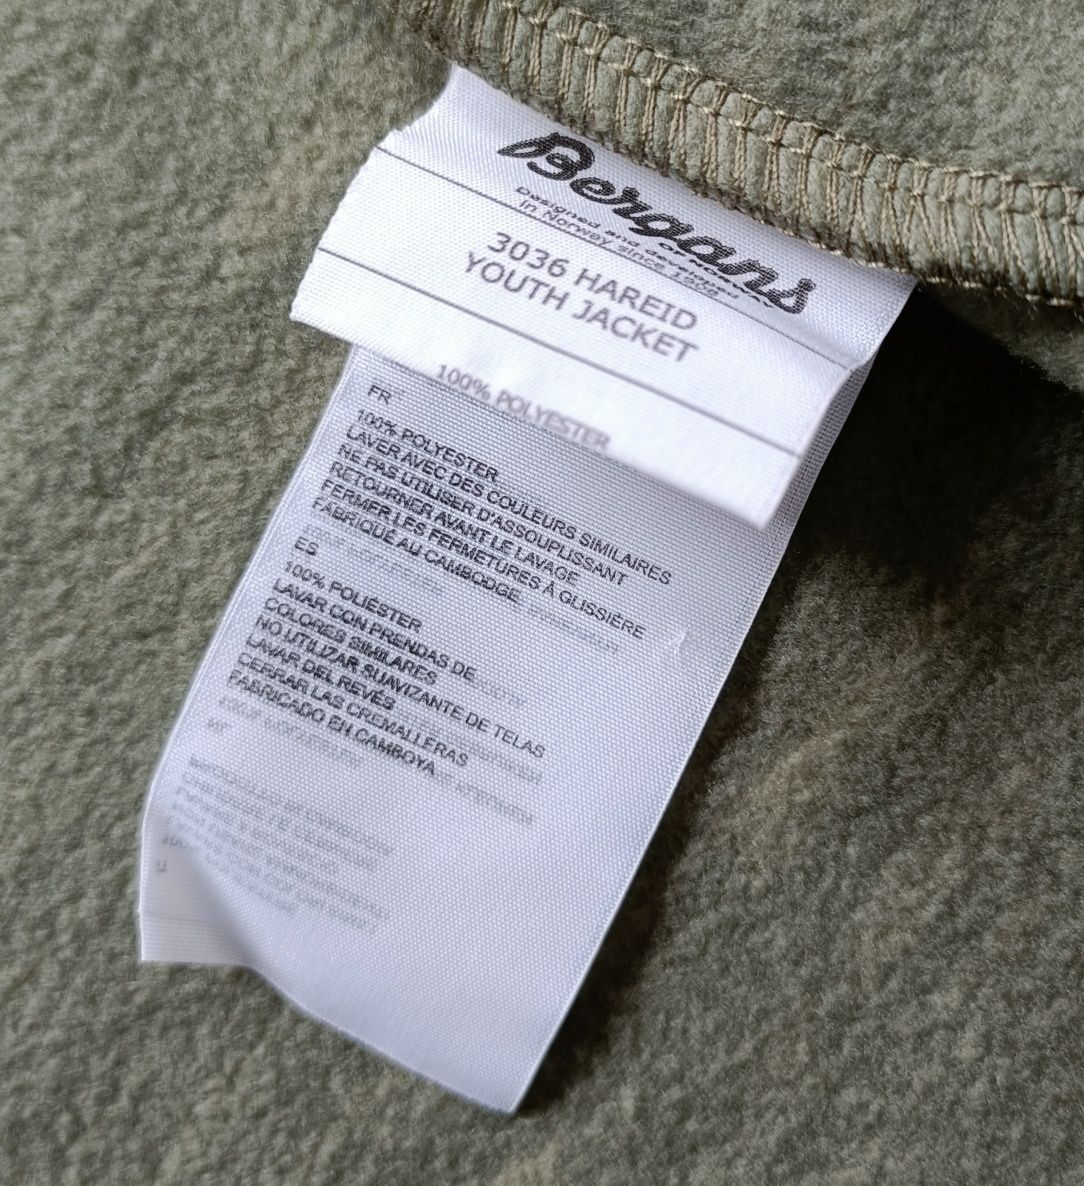 Bergans
OF NORWAY
Designed and developed
in Norway since 1908
3036 HAREID
YOUTH JACKET
100% POLYESTER
FR
100% POLYESTER
LAVER AVEC DES COULEURS SIMILAIRES
NE PAS UTILISER D'ASSOUPLISSANT
RETOURNER AVANT LE LAVAGE
FERMER LES FERMETURES À GLISSIÈRE
FABRIQUÉ AU CAMBODGE
ES
100% POLIÉSTER
LAVAR CON PRENDAS DE
COLORES SIMILARES
NO UTILIZAR SUAVIZANTE DE TELAS
LAVAR DEL REVÉS
CERRAR LAS CREMALLERAS
FABRICADO EN CAMBOYA